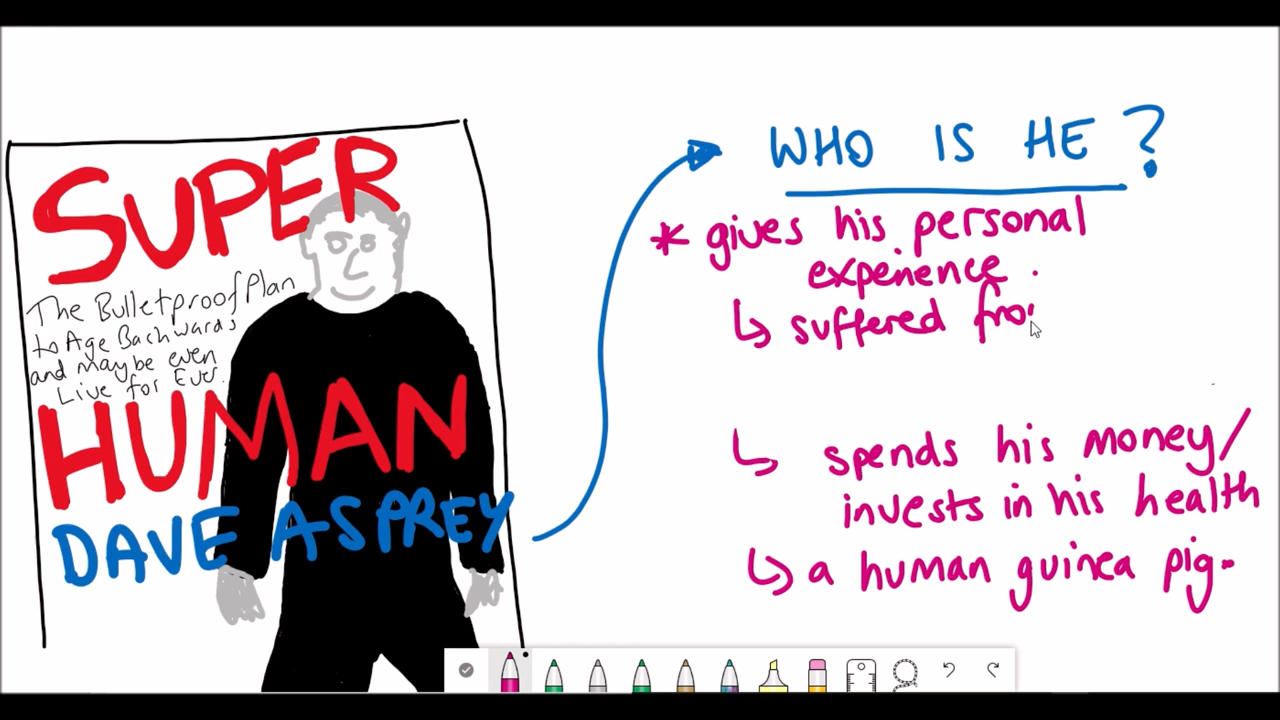 SUPER
The Bulletproof Plan
to Age Backwards
and maybe even
Live for Ever.
HUMAN
DAVE ASPREY
WHO IS HE?
* gives his personal
experience.
↳ suffered fro
↳ spends his money/
invests in his health
↳ a human guinea pig.